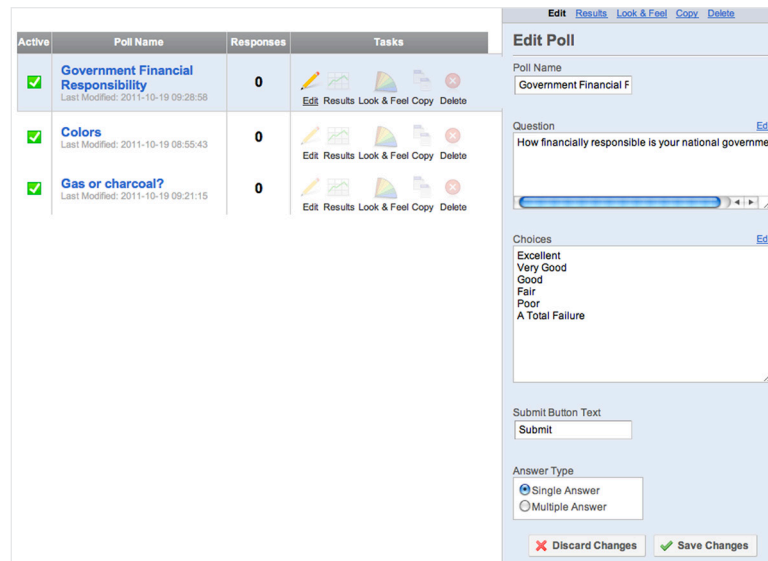 Edit Results Look & Feel Copy Delete
Active Poll Name Responses Tasks
Government Financial
Responsibility
Last Modified: 2011-10-19 09:28:58
0
Edit Results Look & Feel Copy Delete
Colors
Last Modified: 2011-10-19 08:55:43
0
Edit Results Look & Feel Copy Delete
Gas or charcoal?
Last Modified: 2011-10-19 09:21:15
0
Edit Results Look & Feel Copy Delete
Edit Poll
Poll Name
Government Financial F
Question Ed
How financially responsible is your national governme
Choices Ed
Excellent
Very Good
Good
Fair
Poor
A Total Failure
Submit Button Text
Submit
Answer Type
Single Answer
Multiple Answer
Discard Changes Save Changes